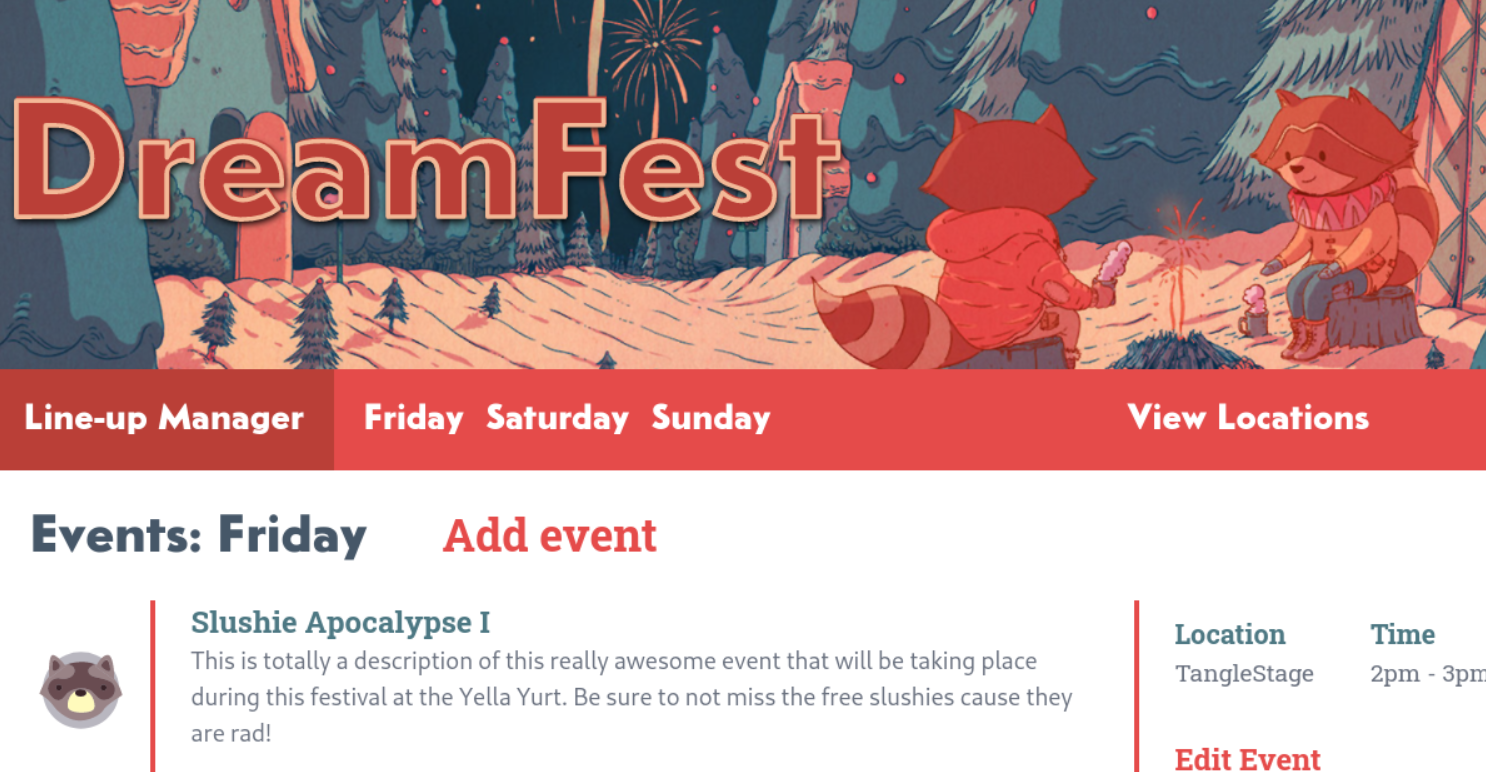 DreamFest
Line-up Manager Friday Saturday Sunday View Locations
Events: Friday Add event
Slushie Apocalypse I
This is totally a description of this really awesome event that will be taking place
during this festival at the Yella Yurt. Be sure to not miss the free slushies cause they
are rad!
Location Time
TangleStage 2pm - 3pm
Edit Event